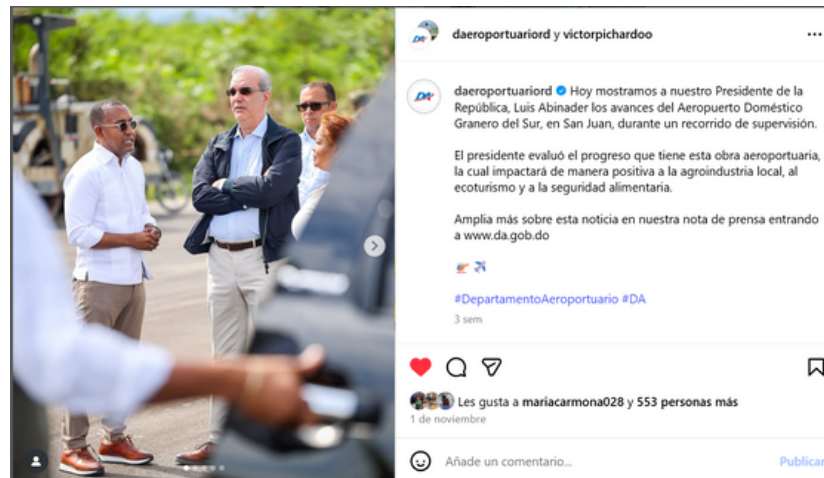 daeroportuariord y victorpichardoo
daeroportuariord Hoy mostramos a nuestro Presidente de la
República, Luis Abinader los avances del Aeropuerto Doméstico
Granero del Sur, en San Juan, durante un recorrido de supervisión.
El presidente evaluó el progreso que tiene esta obra aeroportuaria,
la cual impactará de manera positiva a la agroindustria local, al
ecoturismo y a la seguridad alimentaria.
Amplia más sobre esta noticia en nuestra nota de prensa entrando
a www.da.gob.do
#DepartamentoAeroportuario #DA
3 sem
Les gusta a mariacarmona028 y 553 personas más
1 de noviembre
Añade un comentario...
Publicar